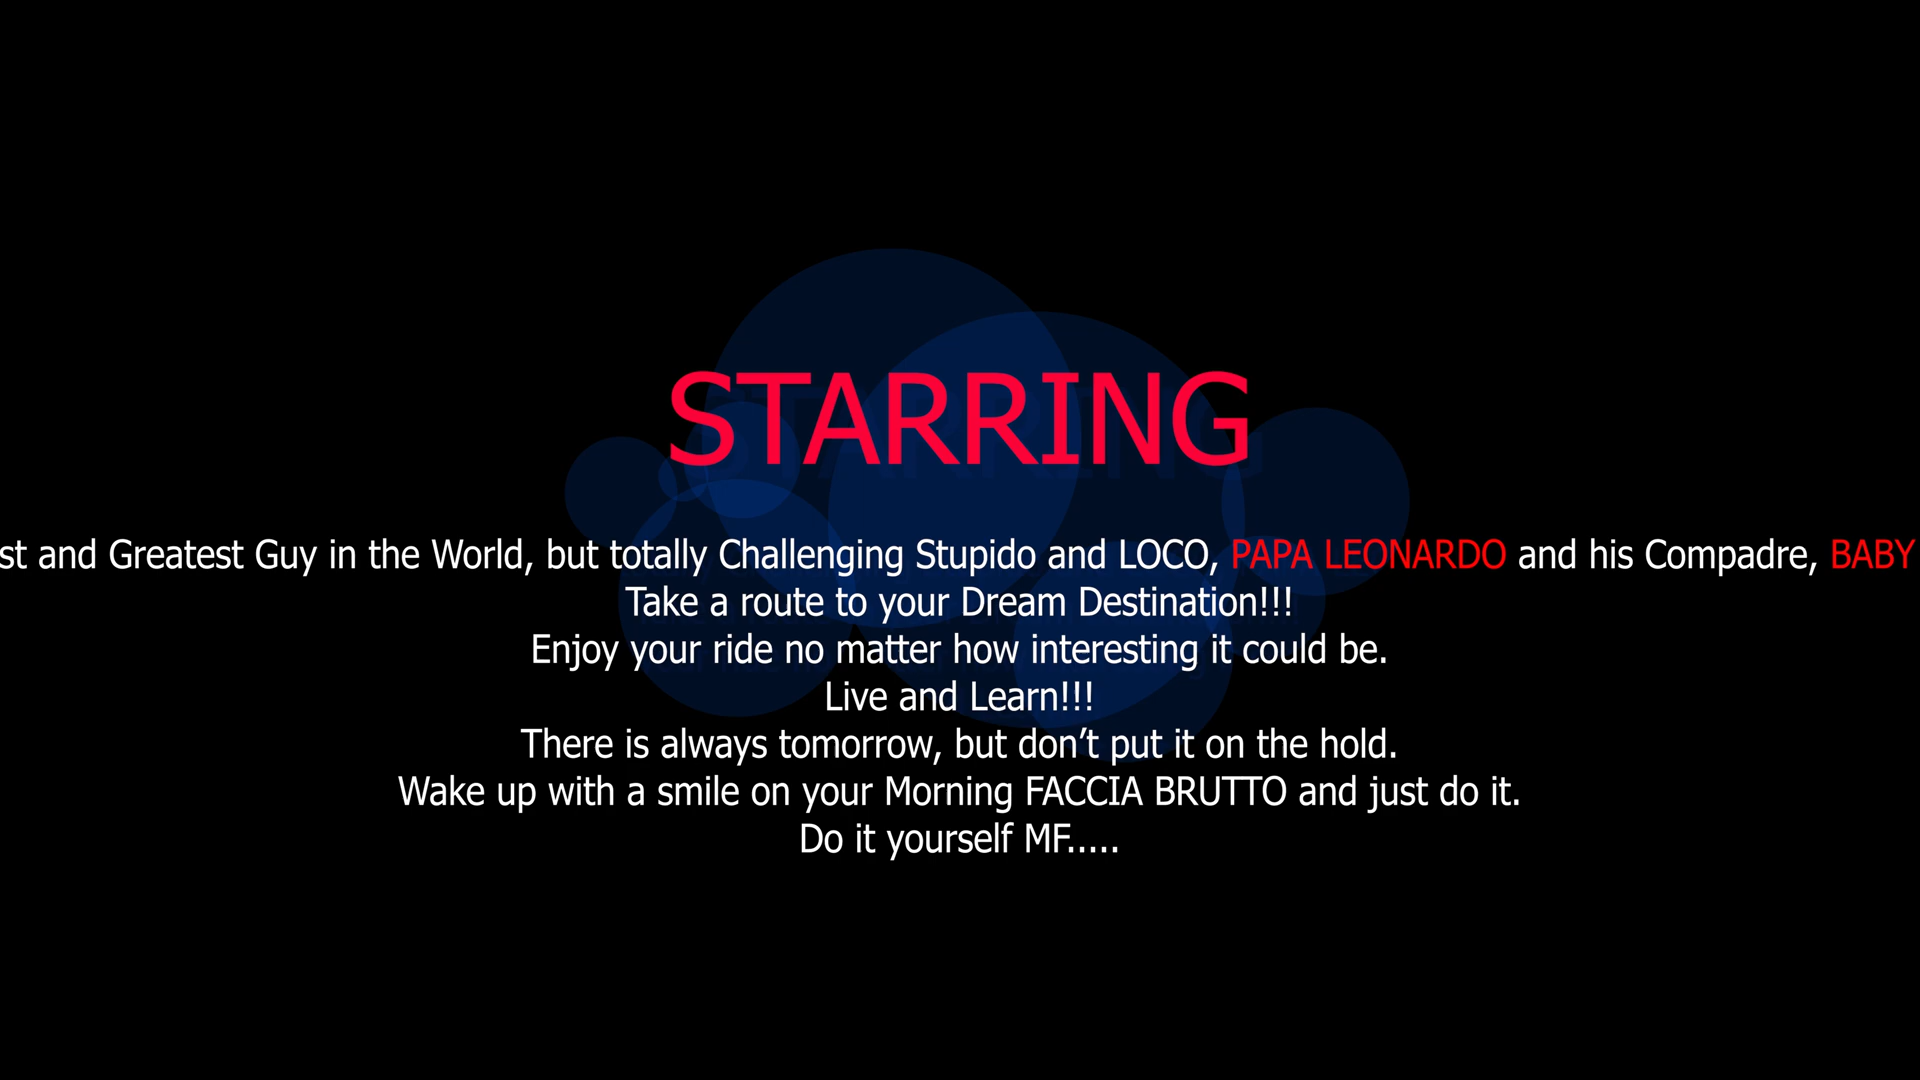 STARRING
st and Greatest Guy in the World, but totally Challenging Stupido and LOCO, PAPA LEONARDO and his Compadre, BABY
Take a route to your Dream Destination!!!
Enjoy your ride no matter how interesting it could be.
Live and Learn!!!
There is always tomorrow, but don’t put it on the hold.
Wake up with a smile on your Morning FACCIA BRUTTO and just do it.
Do it yourself MF.....